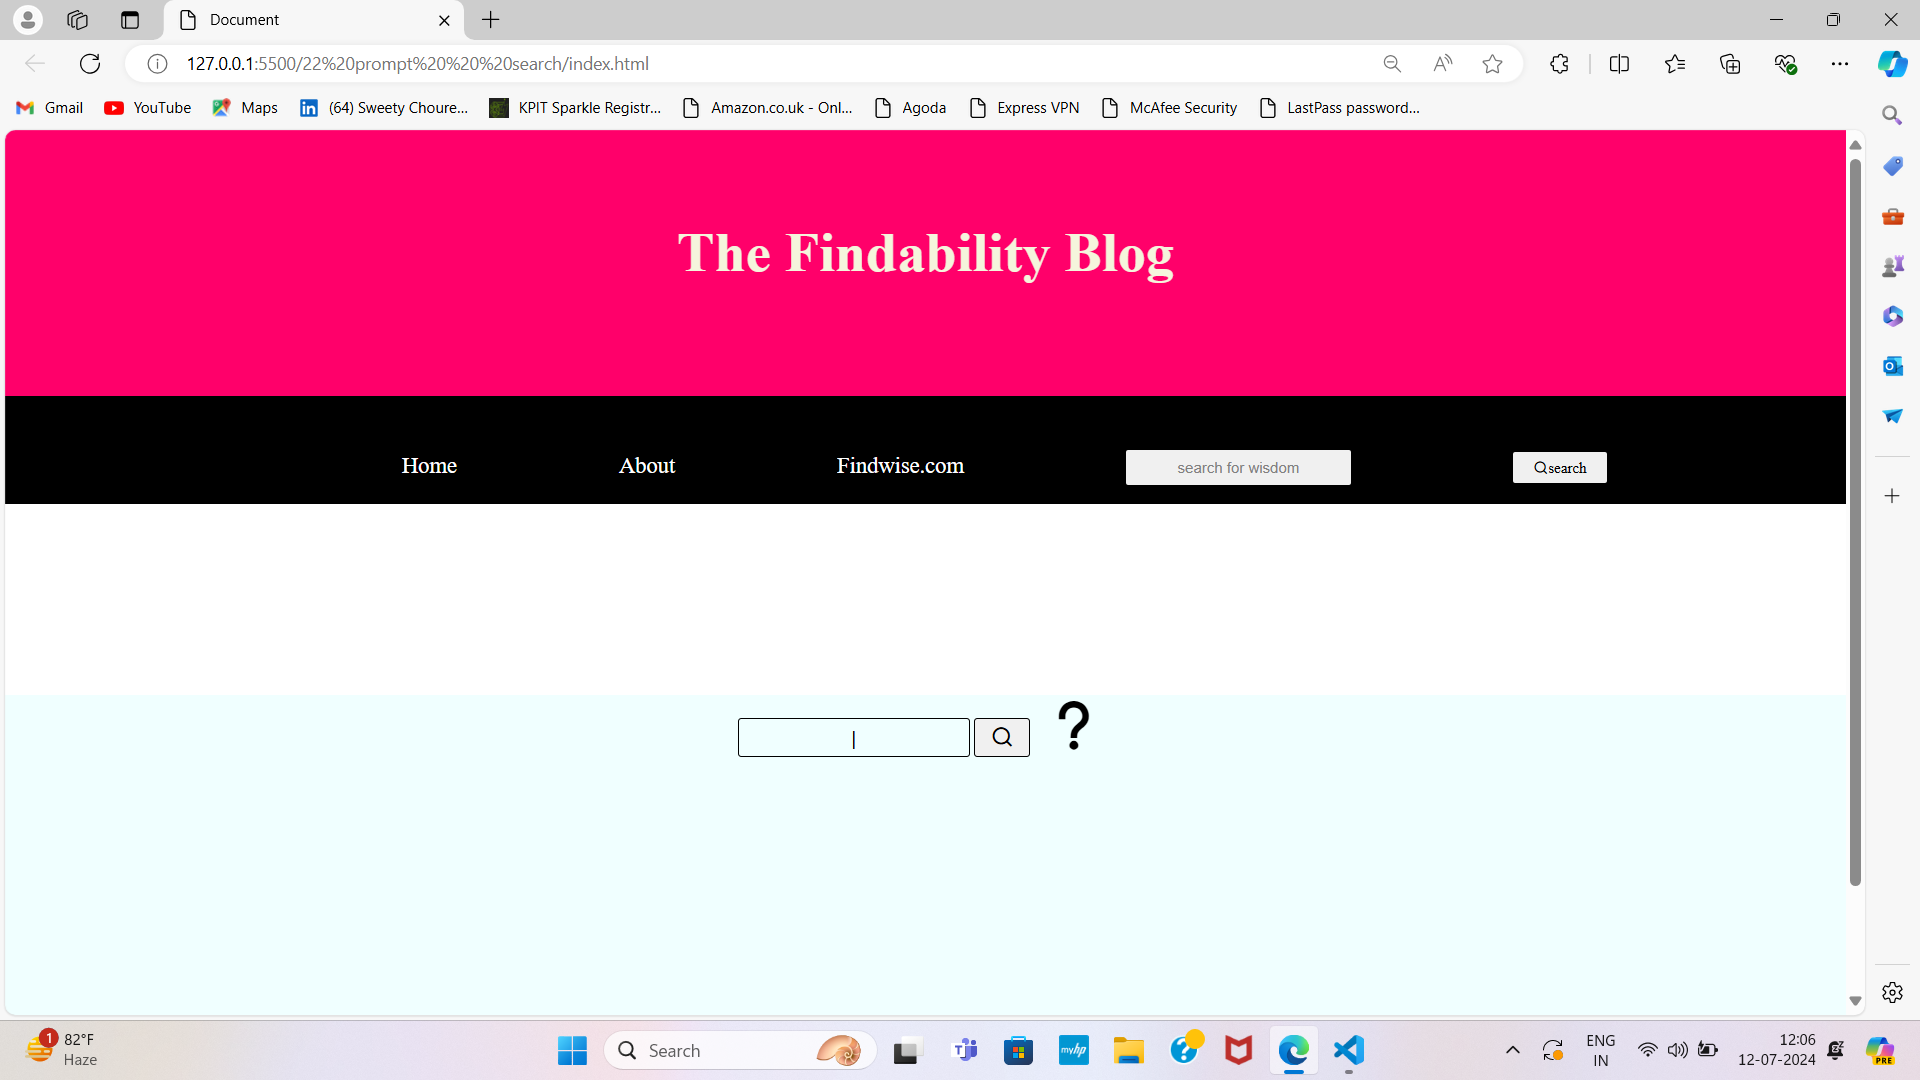 Document
127.0.0.1:5500/22%20prompt%20%20%20search/index.html
Gmail YouTube Maps (64) Sweety Choure... KPIT Sparkle Registr... Amazon.co.uk - Onl... Agoda Express VPN McAfee Security LastPass password...
The Findability Blog
Home About Findwise.com search for wisdom search
|
?
1 82°F
Haze
Search
myhp
ENG
IN
12:06
12-07-2024
PRE